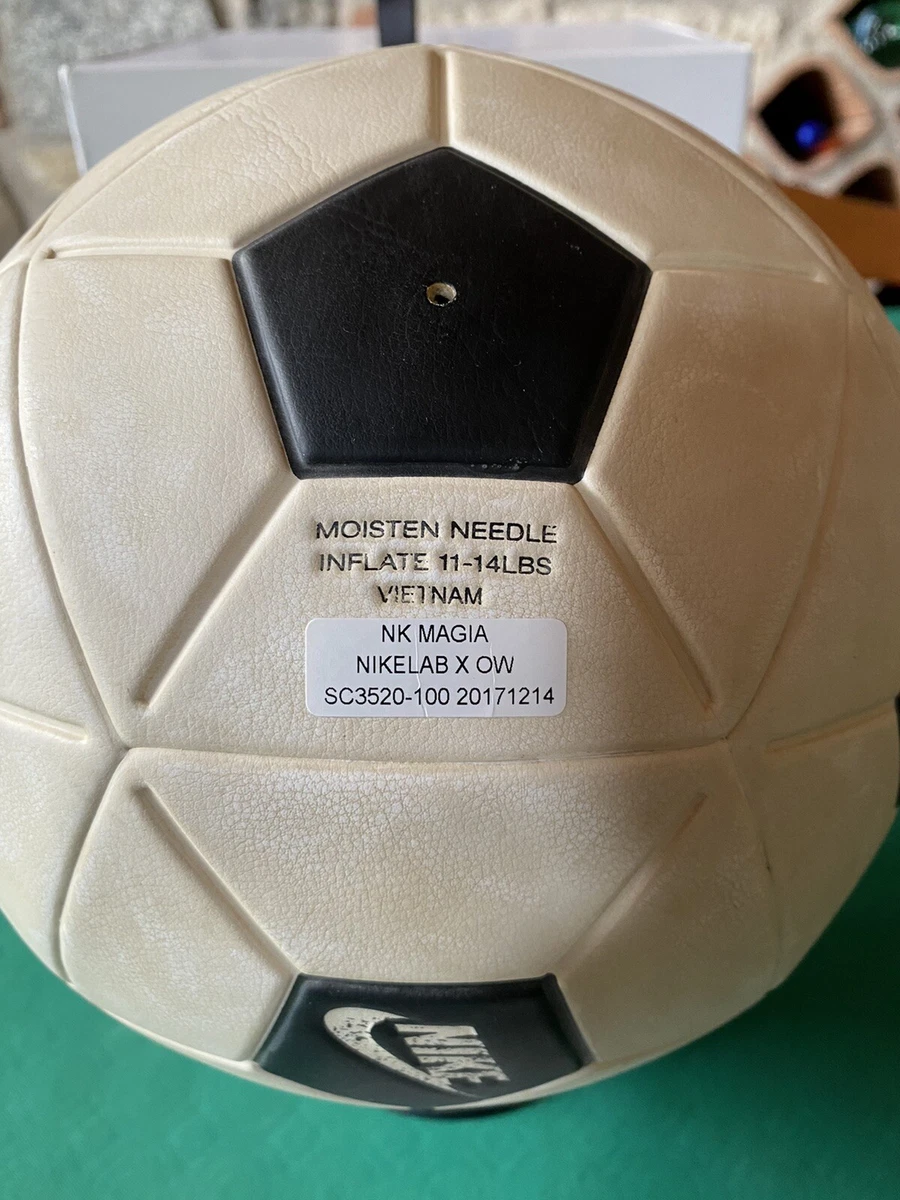 MOISTEN NEEDLE
INFLATE 11-14LBS
VIETNAM
NK MAGIA
NIKELAB X OW
SC3520-100 20171214
NIKE